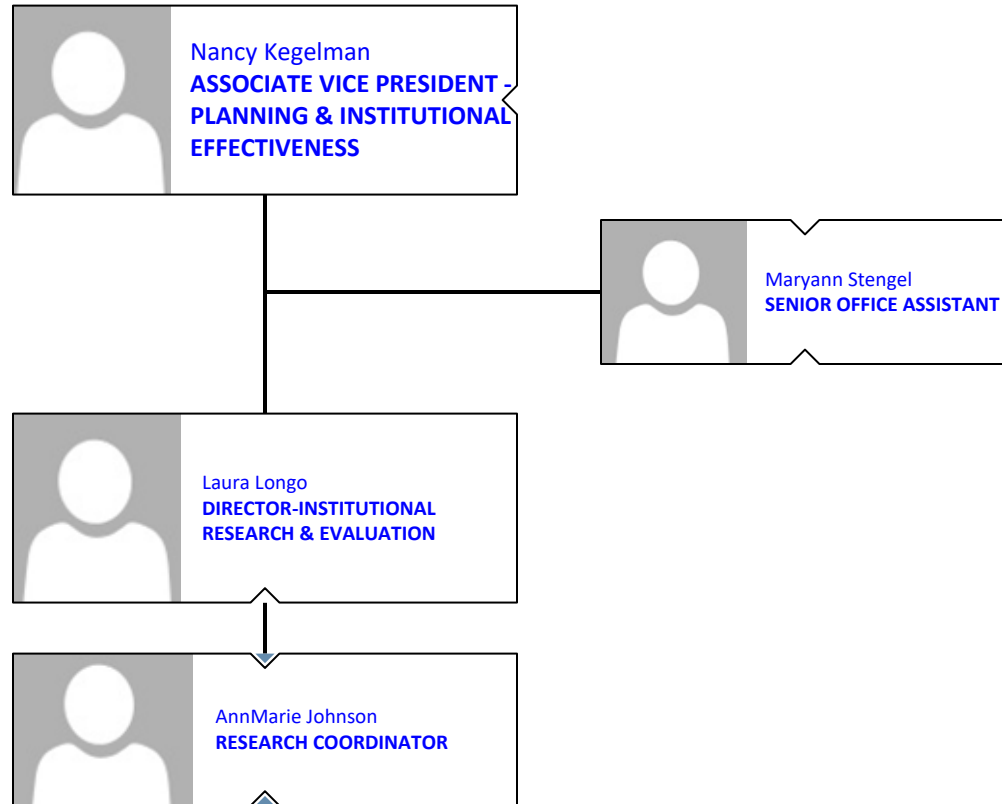 Nancy Kegelman
ASSOCIATE VICE PRESIDENT -
PLANNING & INSTITUTIONAL
EFFECTIVENESS
Maryann Stengel
SENIOR OFFICE ASSISTANT
Laura Longo
DIRECTOR-INSTITUTIONAL
RESEARCH & EVALUATION
AnnMarie Johnson
RESEARCH COORDINATOR